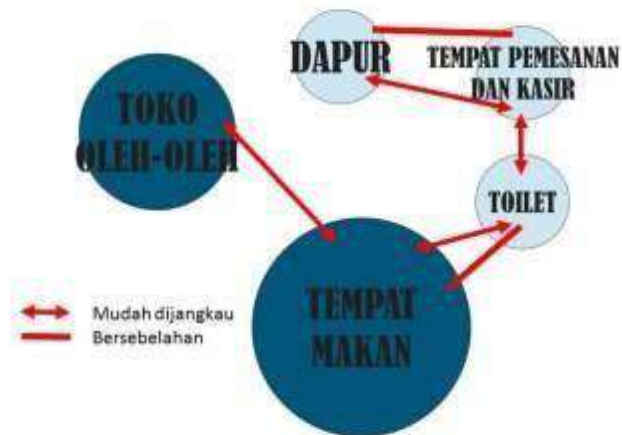 DAPUR
TEMPAT PEMESANAN
DAN KASIR
TOKO
OLEH-OLEH
TOILET
TEMPAT
MAKAN
Mudah dijangkau
Bersebelahan